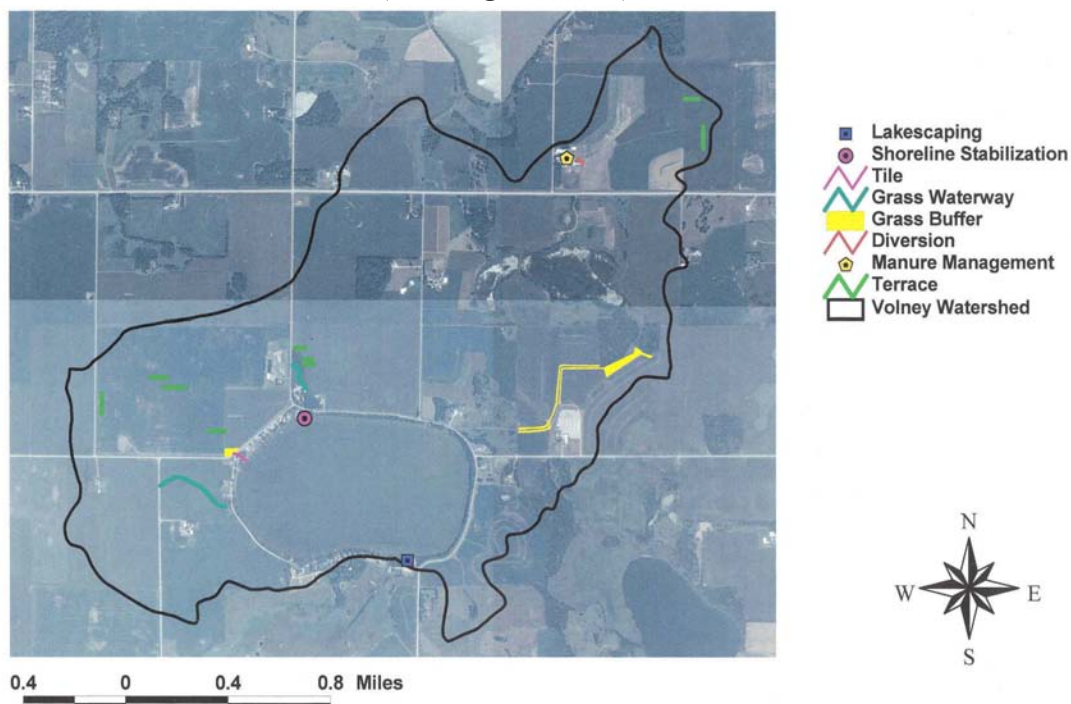 Lakescaping
Shoreline Stabilization
Tile
Grass Waterway
Grass Buffer
Diversion
Manure Management
Terrace
Volney Watershed
N
W E
S
0.4 0 0.4 0.8 Miles